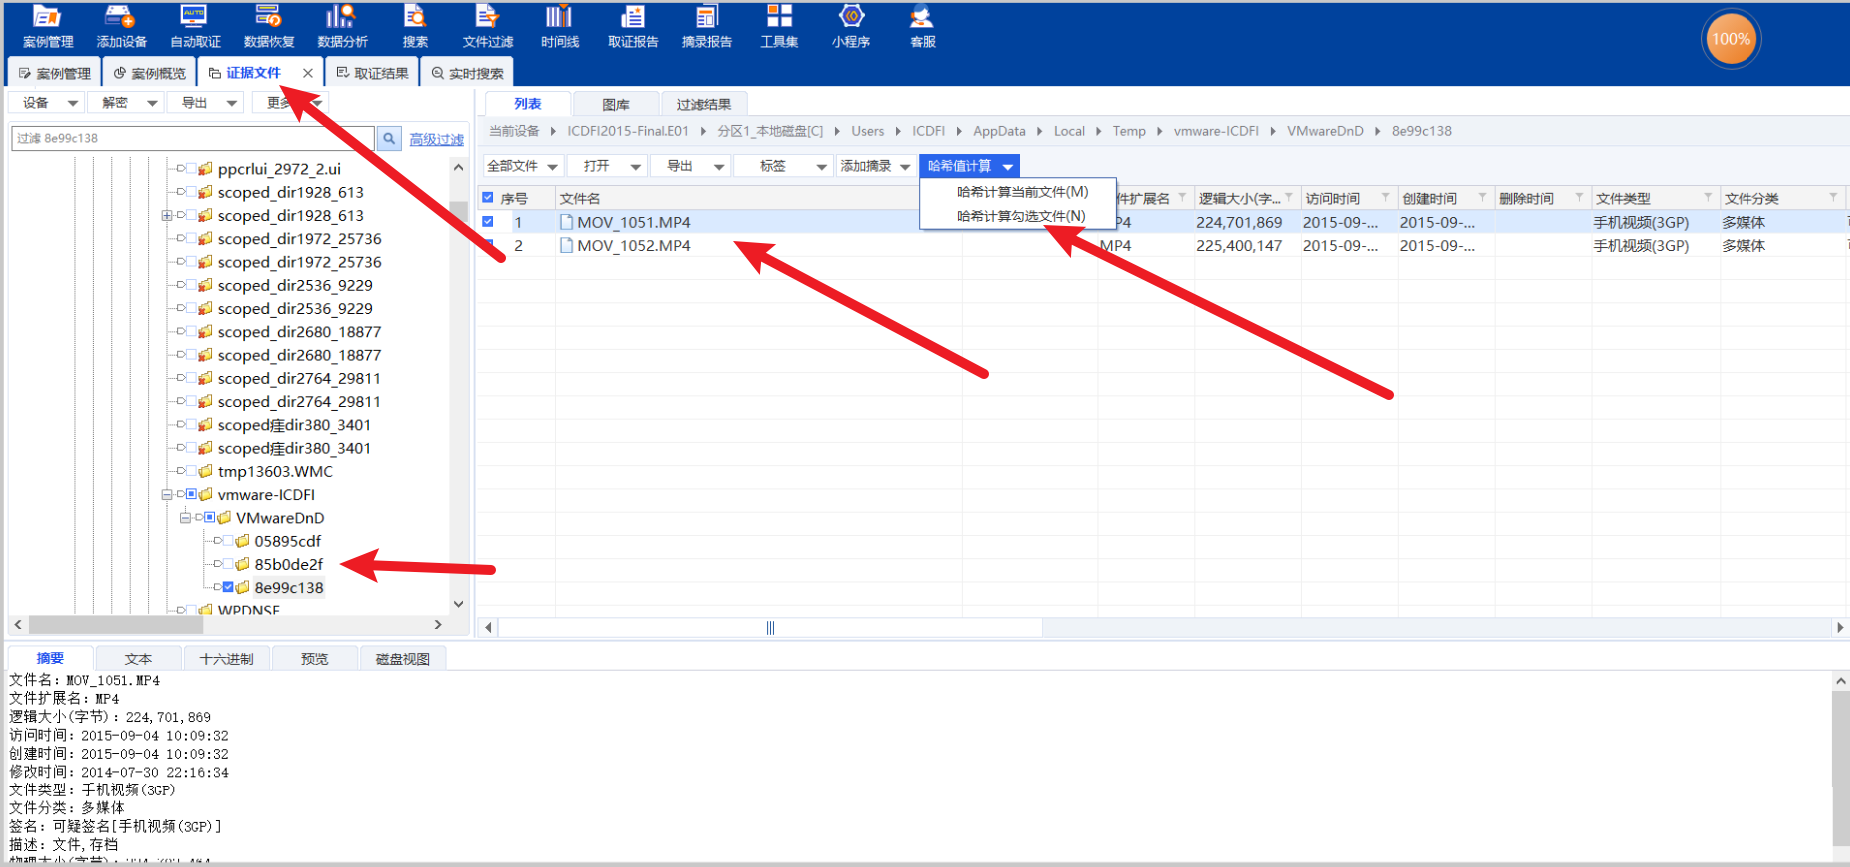 案例管理 添加设备 自动取证 数据恢复 数据分析 搜索 文件过滤 时间线 取证报告 摘录报告 工具集 小程序 客服
100%
案例管理 案例概览 证据文件 取证结果 实时搜索
设备 解密 导出 更多
过滤 8e99c138 高级过滤
ppcrlui_2972_2.ui
scoped_dir1928_613
scoped_dir1928_613
scoped_dir1972_25736
scoped_dir1972_25736
scoped_dir2536_9229
scoped_dir2536_9229
scoped_dir2680_18877
scoped_dir2680_18877
scoped_dir2764_29811
scoped_dir2764_29811
scoped痽dir380_3401
scoped痽dir380_3401
tmp13603.WMC
vmware-ICDFI
VMwareDnD
05895cdf
85b0de2f
8e99c138
WPDNSE
列表 图库 过滤结果
当前设备 ICDFI2015-Final.E01 分区1_本地磁盘[C] Users ICDFI AppData Local Temp vmware-ICDFI VMwareDnD 8e99c138
全部文件 打开 导出 标签 添加摘录 哈希值计算
哈希计算当前文件(M)
哈希计算勾选文件(N)
序号 文件名 件扩展名 逻辑大小(字... 访问时间 创建时间 删除时间 文件类型 文件分类
1 MOV_1051.MP4 P4 224,701,869 2015-09-... 2015-09-... 手机视频(3GP) 多媒体
2 MOV_1052.MP4 MP4 225,400,147 2015-09-... 2015-09-... 手机视频(3GP) 多媒体
摘要 文本 十六进制 预览 磁盘视图
文件名: MOV_1051.MP4
文件扩展名: MP4
逻辑大小(字节): 224,701,869
访问时间: 2015-09-04 10:09:32
创建时间: 2015-09-04 10:09:32
修改时间: 2014-07-30 22:16:34
文件类型: 手机视频(3GP)
文件分类: 多媒体
签名: 可疑签名[手机视频(3GP)]
描述: 文件,存档
物理大小(字节):